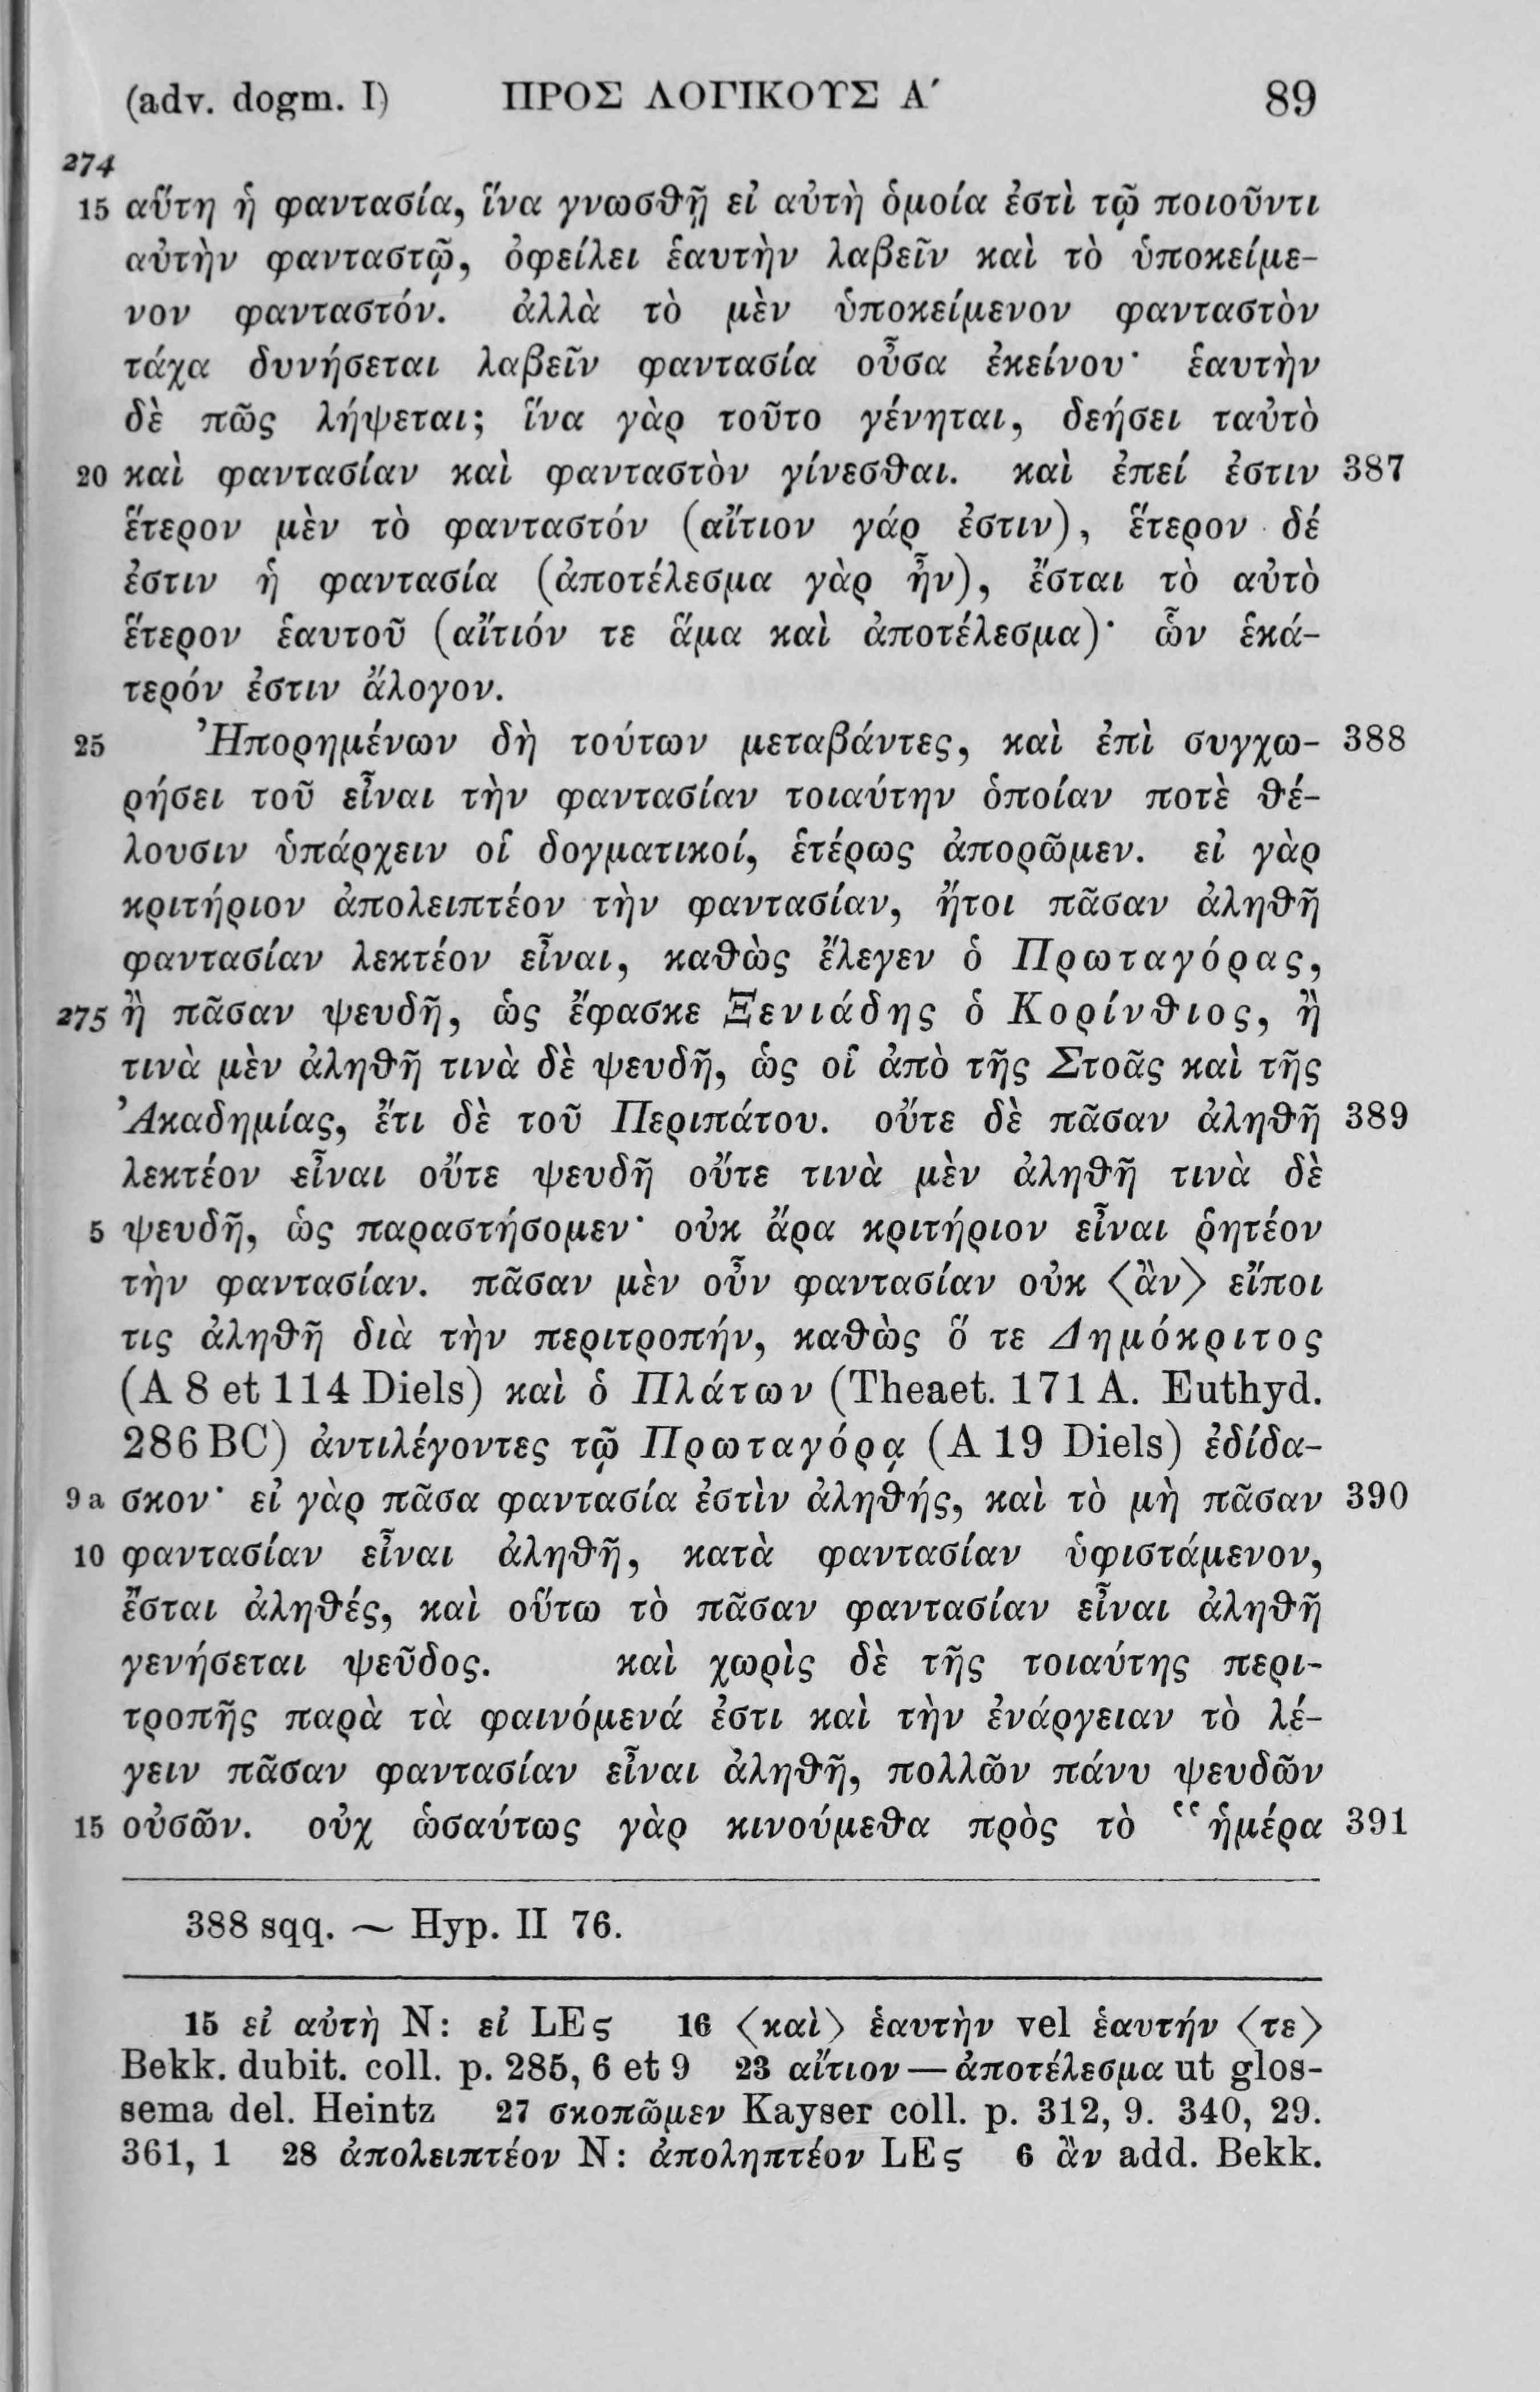 (adv. dogm. I) ΠΡΟΣ ΛΟΓΙΚΟΥΣ Α΄ 89
274
15 αὕτη ἡ φαντασία, ἵνα γνωσθῇ εἰ αὐτὴ ὁμοία ἐστὶ τῷ ποιοῦντι
αὐτὴν φανταστῷ, ὀφείλει ἑαυτὴν λαβεῖν καὶ τὸ ὑποκείμε-
νον φανταστόν. ἀλλὰ τὸ μὲν ὑποκείμενον φανταστὸν
τάχα δυνήσεται λαβεῖν φαντασία οὖσα ἐκείνου· ἑαυτὴν
δὲ πῶς λήψεται; ἵνα γὰρ τοῦτο γένηται, δεήσει ταὐτὸ
20 καὶ φαντασίαν καὶ φανταστὸν γίνεσθαι. καὶ ἐπεί ἐστιν 387
ἕτερον μὲν τὸ φανταστόν (αἴτιον γάρ ἐστιν), ἕτερον δέ
ἐστιν ἡ φαντασία (ἀποτέλεσμα γὰρ ἦν), ἔσται τὸ αὐτὸ
ἕτερον ἑαυτοῦ (αἴτιόν τε ἅμα καὶ ἀποτέλεσμα)· ὧν ἑκά-
τερόν ἐστιν ἄλογον.
25 Ἠπορημένων δὴ τούτων μεταβάντες, καὶ ἐπὶ συγχω- 388
ρήσει τοῦ εἶναι τὴν φαντασίαν τοιαύτην ὁποίαν ποτὲ θέ-
λουσιν ὑπάρχειν οἱ δογματικοί, ἑτέρως ἀπορῶμεν. εἰ γὰρ
κριτήριον ἀπολειπτέον τὴν φαντασίαν, ἤτοι πᾶσαν ἀληθῆ
φαντασίαν λεκτέον εἶναι, καθὼς ἔλεγεν ὁ Πρωταγόρας,
275 ἢ πᾶσαν ψευδῆ, ὡς ἔφασκε Ξενιάδης ὁ Κορίνθιος, ἢ
τινὰ μὲν ἀληθῆ τινὰ δὲ ψευδῆ, ὡς οἱ ἀπὸ τῆς Στοᾶς καὶ τῆς
Ἀκαδημίας, ἔτι δὲ τοῦ Περιπάτου. οὔτε δὲ πᾶσαν ἀληθῆ 389
λεκτέον εἶναι οὔτε ψευδῆ οὔτε τινὰ μὲν ἀληθῆ τινὰ δὲ
5 ψευδῆ, ὡς παραστήσομεν· οὐκ ἄρα κριτήριον εἶναι ῥητέον
τὴν φαντασίαν. πᾶσαν μὲν οὖν φαντασίαν οὐκ ⟨ἂν⟩ εἴποι
τις ἀληθῆ διὰ τὴν περιτροπήν, καθὼς ὅ τε Δημόκριτος
(A 8 et 114 Diels) καὶ ὁ Πλάτων (Theaet. 171 A. Euthyd.
286 BC) ἀντιλέγοντες τῷ Πρωταγόρᾳ (A 19 Diels) ἐδίδα-
9 a σκον· εἰ γὰρ πᾶσα φαντασία ἐστὶν ἀληθής, καὶ τὸ μὴ πᾶσαν 390
10 φαντασίαν εἶναι ἀληθῆ, κατὰ φαντασίαν ὑφιστάμενον,
ἔσται ἀληθές, καὶ οὕτω τὸ πᾶσαν φαντασίαν εἶναι ἀληθῆ
γενήσεται ψεῦδος. καὶ χωρὶς δὲ τῆς τοιαύτης περι-
τροπῆς παρὰ τὰ φαινόμενά ἐστι καὶ τὴν ἐνάργειαν τὸ λέ-
γειν πᾶσαν φαντασίαν εἶναι ἀληθῆ, πολλῶν πάνυ ψευδῶν
15 οὐσῶν. οὐχ ὡσαύτως γὰρ κινούμεθα πρὸς τὸ “ἡμέρα 391
388 sqq. ~ Hyp. II 76.
15 εἰ αὐτὴ N: εἰ LEς 16 ⟨καὶ⟩ ἑαυτὴν vel ἑαυτήν ⟨τε⟩
Bekk. dubit. coll. p. 285, 6 et 9 23 αἴτιον — ἀποτέλεσμα ut glos-
sema del. Heintz 27 σκοπῶμεν Kayser coll. p. 312, 9. 340, 29.
361, 1 28 ἀπολειπτέον N: ἀποληπτέον LEς 6 ἂν add. Bekk.